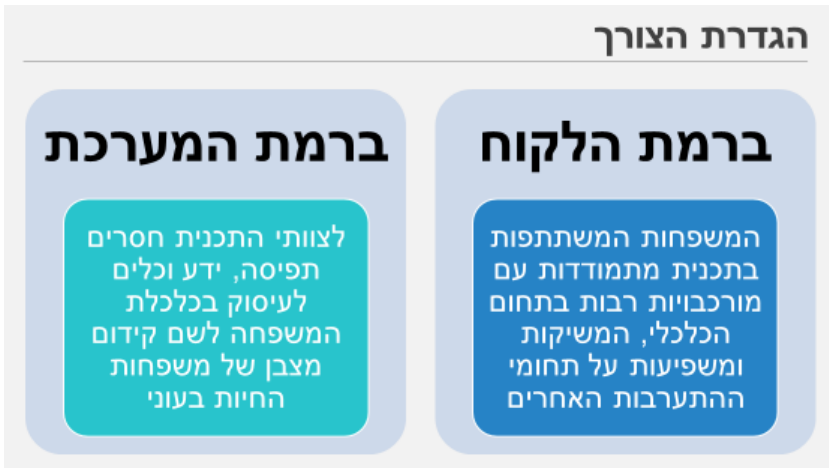 הגדרת הצורך
ברמת הלקוח
המשפחות המשתתפות
בתכנית מתמודדות עם
מורכבויות רבות בתחום
הכלכלי, המשיקות
ומשפיעות על תחומי
ההתערבות האחרים
ברמת המערכת
לצוותי התכנית חסרים
תפיסה, ידע וכלים
לעיסוק בכלכלת
המשפחה לשם קידום
מצבן של משפחות
החיות בעוני